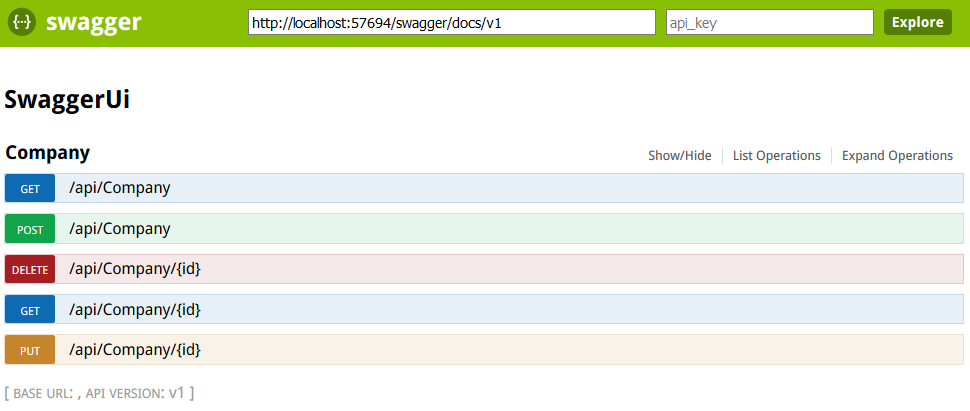 {··} swagger http://localhost:57694/swagger/docs/v1 api_key Explore
SwaggerUi
Company Show/Hide List Operations Expand Operations
GET /api/Company
POST /api/Company
DELETE /api/Company/{id}
GET /api/Company/{id}
PUT /api/Company/{id}
[ BASE URL: , API VERSION: v1 ]